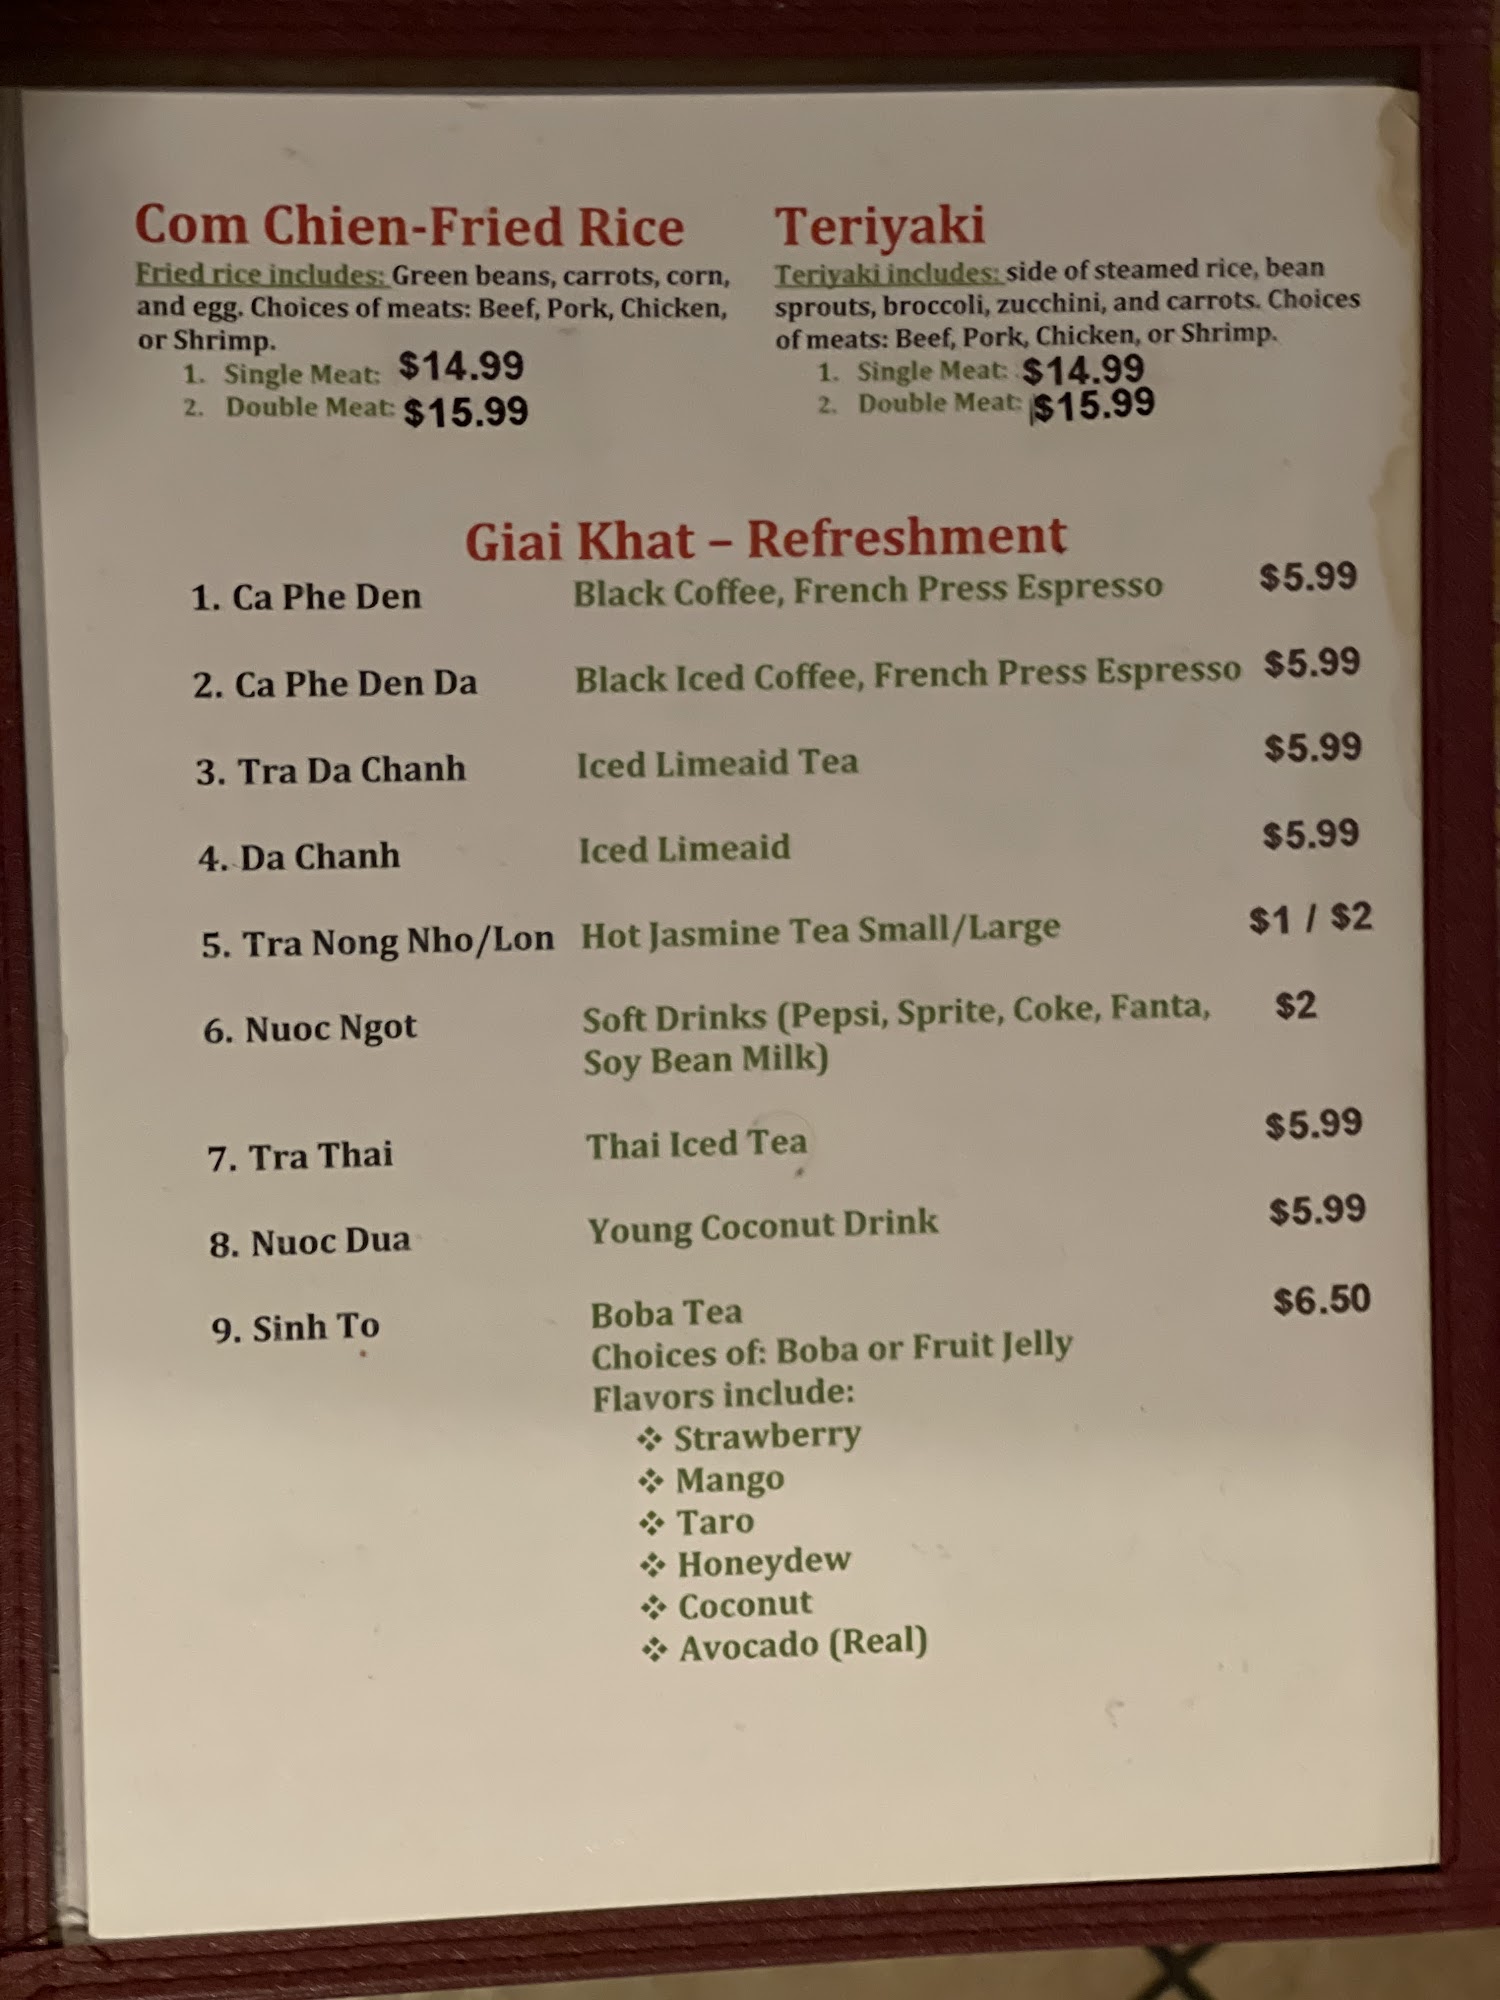 Com Chien-Fried Rice
Fried rice includes: Green beans, carrots, corn,
and egg. Choices of meats: Beef, Pork, Chicken,
or Shrimp.
1. Single Meat: $14.99
2. Double Meat: $15.99
Teriyaki
Teriyaki includes: side of steamed rice, bean
sprouts, broccoli, zucchini, and carrots. Choices
of meats: Beef, Pork, Chicken, or Shrimp.
1. Single Meat: $14.99
2. Double Meat: $15.99
Giai Khat – Refreshment
1. Ca Phe Den Black Coffee, French Press Espresso $5.99
2. Ca Phe Den Da Black Iced Coffee, French Press Espresso $5.99
3. Tra Da Chanh Iced Limeaid Tea $5.99
4. Da Chanh Iced Limeaid $5.99
5. Tra Nong Nho/Lon Hot Jasmine Tea Small/Large $1 / $2
6. Nuoc Ngot Soft Drinks (Pepsi, Sprite, Coke, Fanta, $2
Soy Bean Milk)
7. Tra Thai Thai Iced Tea $5.99
8. Nuoc Dua Young Coconut Drink $5.99
9. Sinh To Boba Tea $6.50
Choices of: Boba or Fruit Jelly
Flavors include:
❖ Strawberry
❖ Mango
❖ Taro
❖ Honeydew
❖ Coconut
❖ Avocado (Real)